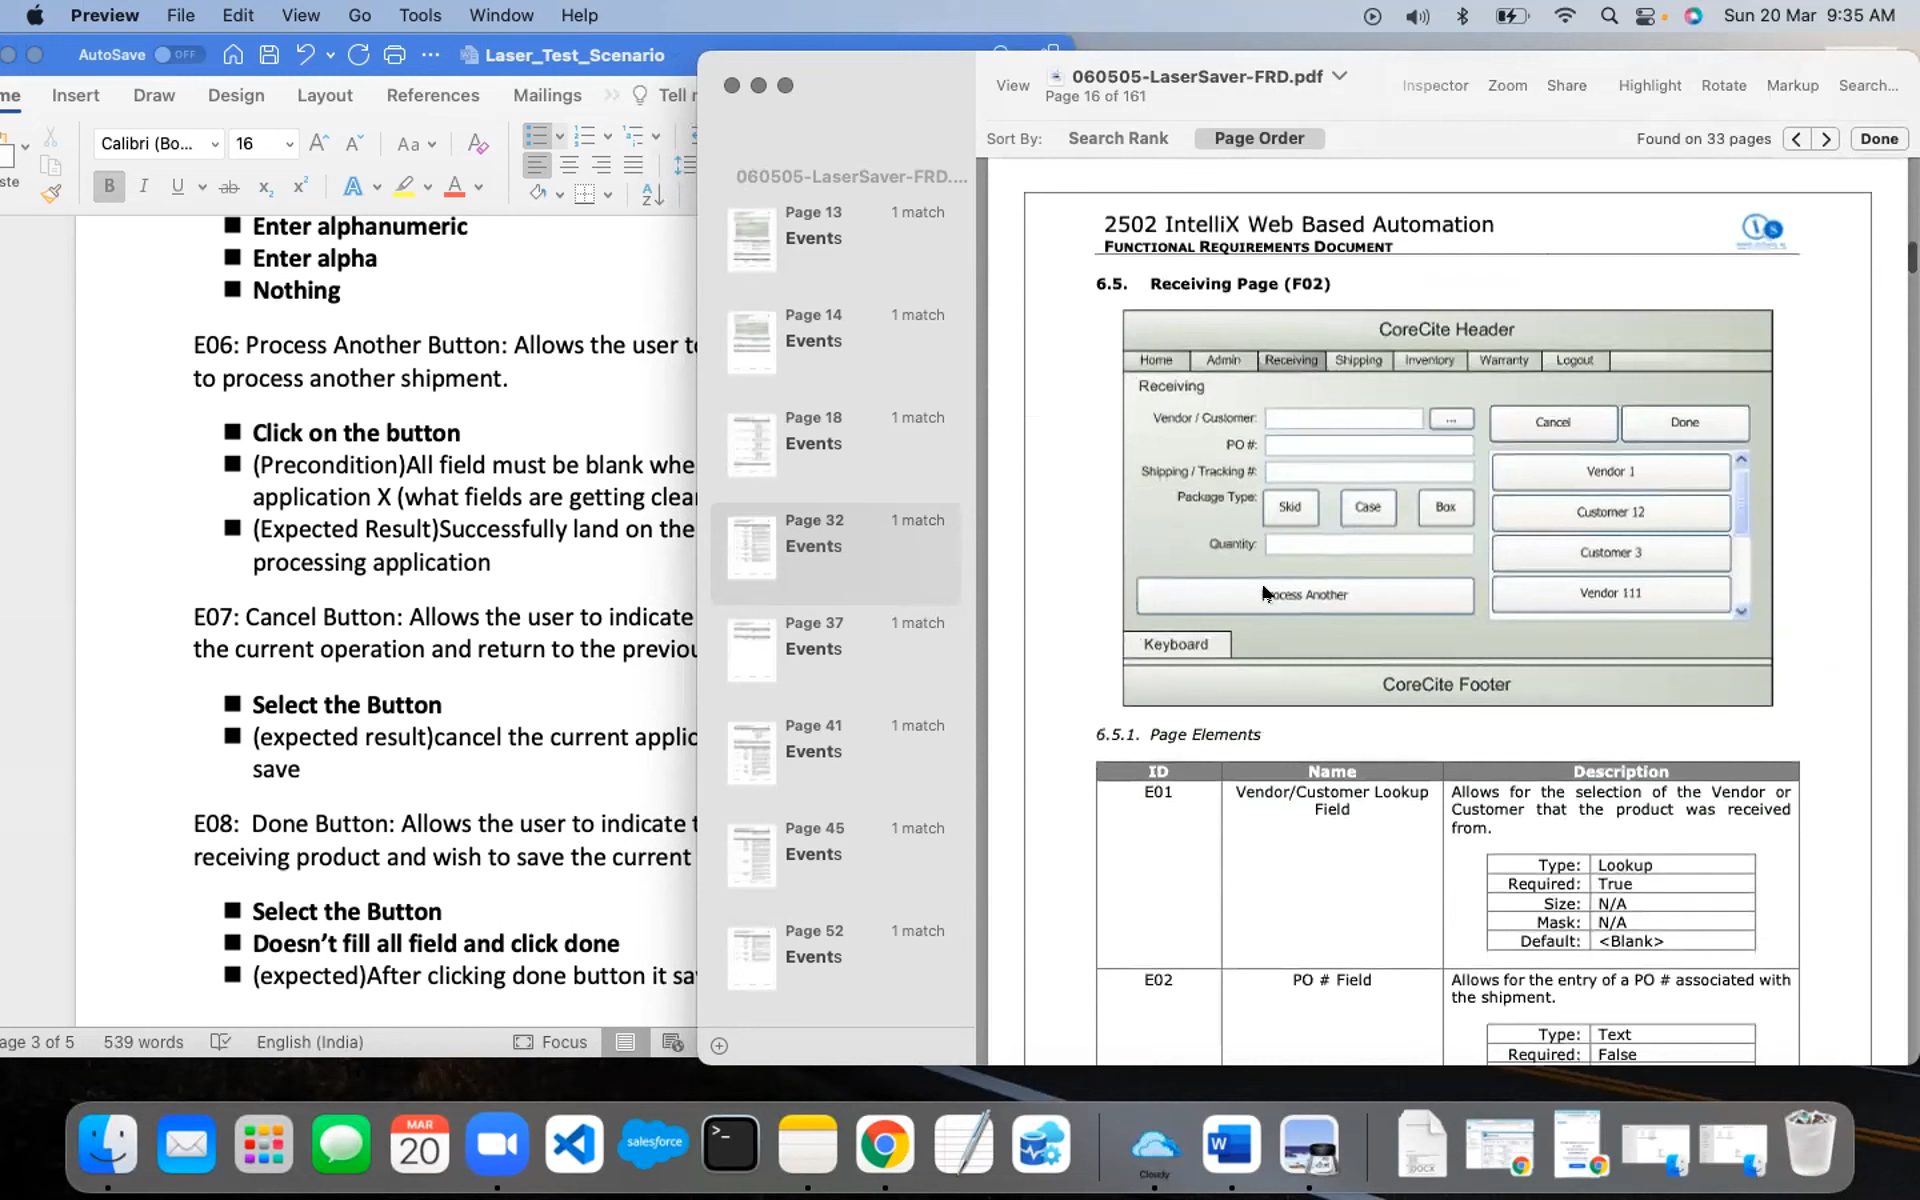 Preview File Edit View Go Tools Window Help Sun 20 Mar 9:35 AM
AutoSave OFF Laser_Test_Scenario
me Insert Draw Design Layout References Mailings Tell
Calibri (Bo... 16
ste
Enter alphanumeric
Enter alpha
Nothing
E06: Process Another Button: Allows the user to
to process another shipment.
Click on the button
(Precondition)All field must be blank whe
application X (what fields are getting clear
(Expected Result)Successfully land on the
processing application
E07: Cancel Button: Allows the user to indicate
the current operation and return to the previou
Select the Button
(expected result)cancel the current applic
save
E08: Done Button: Allows the user to indicate t
receiving product and wish to save the current
Select the Button
Doesn't fill all field and click done
(expected)After clicking done button it sa
age 3 of 5 539 words English (India) Focus
060505-LaserSaver-FRD....
Page 13 1 match
Events
Page 14 1 match
Events
Page 18 1 match
Events
Page 32 1 match
Events
Page 37 1 match
Events
Page 41 1 match
Events
Page 45 1 match
Events
Page 52 1 match
Events
View 060505-LaserSaver-FRD.pdf Inspector Zoom Share Highlight Rotate Markup Search...
Page 16 of 161
Sort By: Search Rank Page Order Found on 33 pages Done
2502 IntelliX Web Based Automation
FUNCTIONAL REQUIREMENTS DOCUMENT
6.5. Receiving Page (F02)
CoreCite Header
Home Admin Receiving Shipping Inventory Warranty Logout
Receiving
Vendor / Customer: ... Cancel Done
PO #:
Shipping / Tracking #: Vendor 1
Package Type: Skid Case Box Customer 12
Quantity: Customer 3
ocess Another Vendor 111
Keyboard
CoreCite Footer
6.5.1. Page Elements
ID Name Description
E01 Vendor/Customer Lookup Field Allows for the selection of the Vendor or
Customer that the product was received
from.
Type: Lookup
Required: True
Size: N/A
Mask: N/A
Default: <Blank>
E02 PO # Field Allows for the entry of a PO # associated with
the shipment.
Type: Text
Required: False
MAR
20
salesforce
Cloudy
W
DOCX